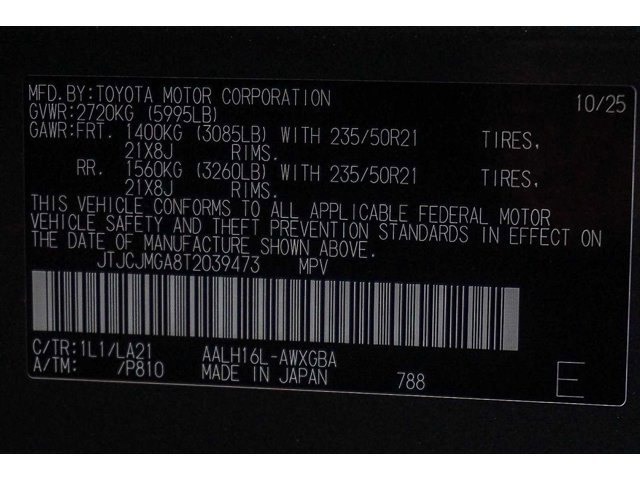 MFD.BY:TOYOTA MOTOR CORPORATION 10/25
GVWR:2720KG (5995LB)
GAWR:FRT. 1400KG (3085LB) WITH 235/50R21 TIRES,
21X8J RIMS.
RR. 1560KG (3260LB) WITH 235/50R21 TIRES,
21X8J RIMS.
THIS VEHICLE CONFORMS TO ALL APPLICABLE FEDERAL MOTOR
VEHICLE SAFETY AND THEFT PREVENTION STANDARDS IN EFFECT ON
THE DATE OF MANUFACTURE SHOWN ABOVE.
JTJCJMGA8T2039473 MPV
C/TR:1L1/LA21 AALH16L-AWXGBA
A/TM: /P810 MADE IN JAPAN 788 E